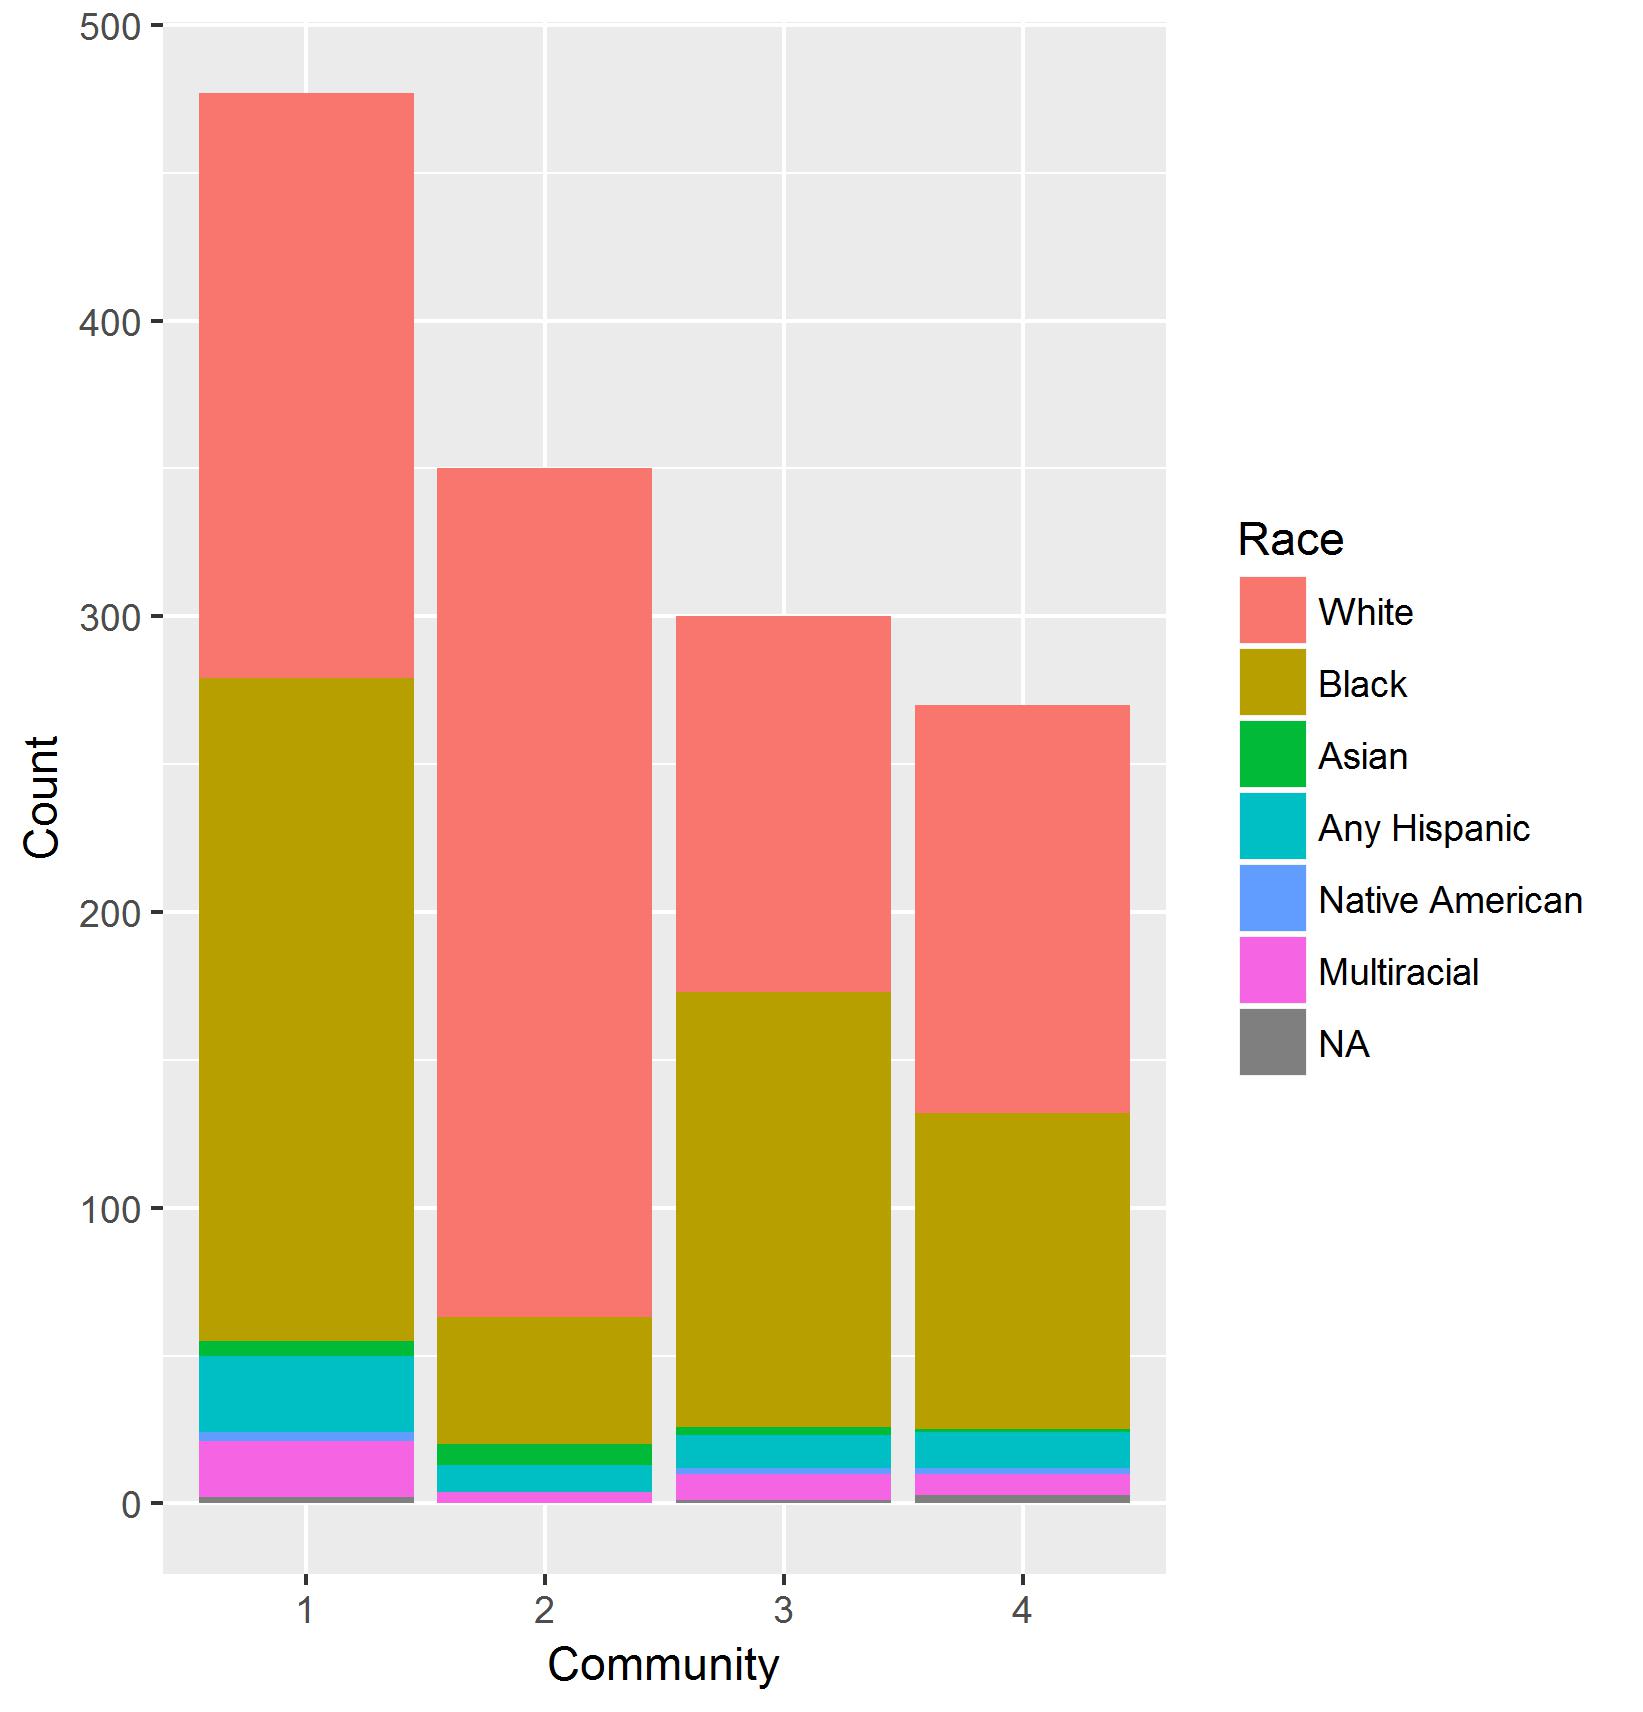 500
400
300
200
100
0
Count
1 2 3 4
Community
Race
White
Black
Asian
Any Hispanic
Native American
Multiracial
NA